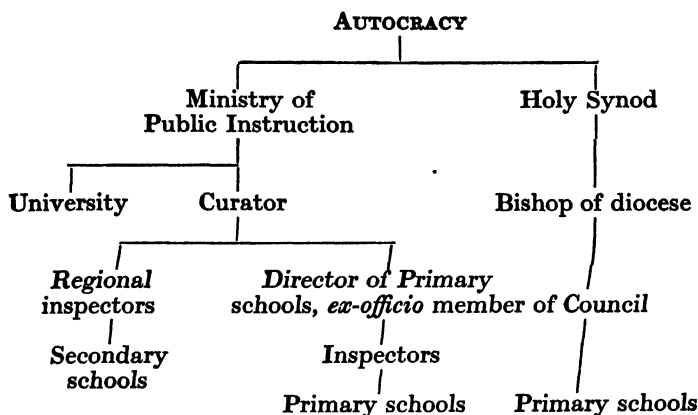 AUTOCRACY
Ministry of
Public Instruction
Holy Synod
University
Curator
Bishop of diocese
Regional
inspectors
Director of Primary
schools, ex-officio member of Council
Secondary
schools
Inspectors
Primary schools
Primary schools